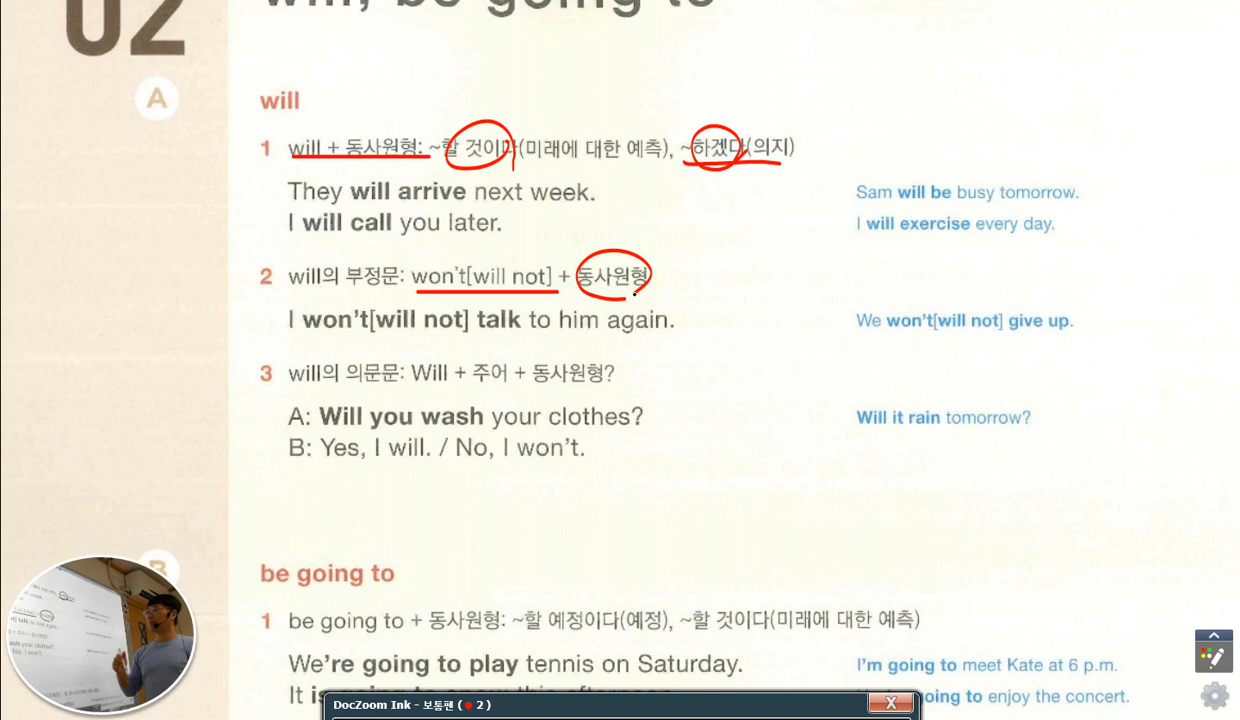 02
will, be going to
A
will
1 will + 동사원형: ~할 것이다(미래에 대한 예측), ~하겠다(의지)
They will arrive next week.
Sam will be busy tomorrow.
I will call you later.
I will exercise every day.
2 will의 부정문: won't[will not] + 동사원형
I won't[will not] talk to him again.
We won't[will not] give up.
3 will의 의문문: Will + 주어 + 동사원형?
A: Will you wash your clothes?
Will it rain tomorrow?
B: Yes, I will. / No, I won't.
B
be going to
1 be going to + 동사원형: ~할 예정이다(예정), ~할 것이다(미래에 대한 예측)
We're going to play tennis on Saturday.
I'm going to meet Kate at 6 p.m.
It is going to snow this afternoon.
going to enjoy the concert.
DocZoom Ink - 보통펜 ( 2 )
X